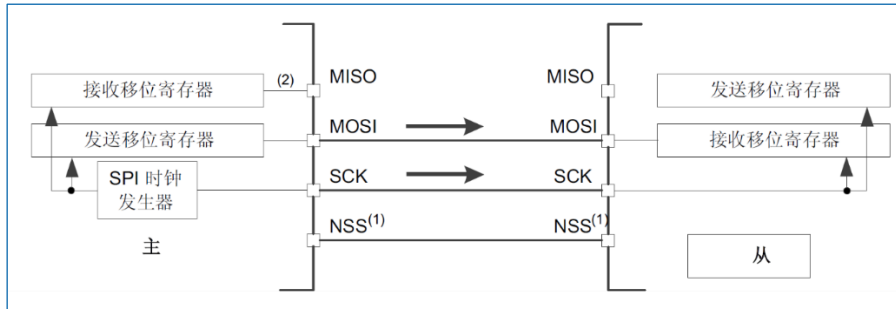 接收移位寄存器 (2) MISO MISO 发送移位寄存器
发送移位寄存器 MOSI MOSI 接收移位寄存器
SPI 时钟
发生器
SCK SCK
NSS(1) NSS(1)
主 从